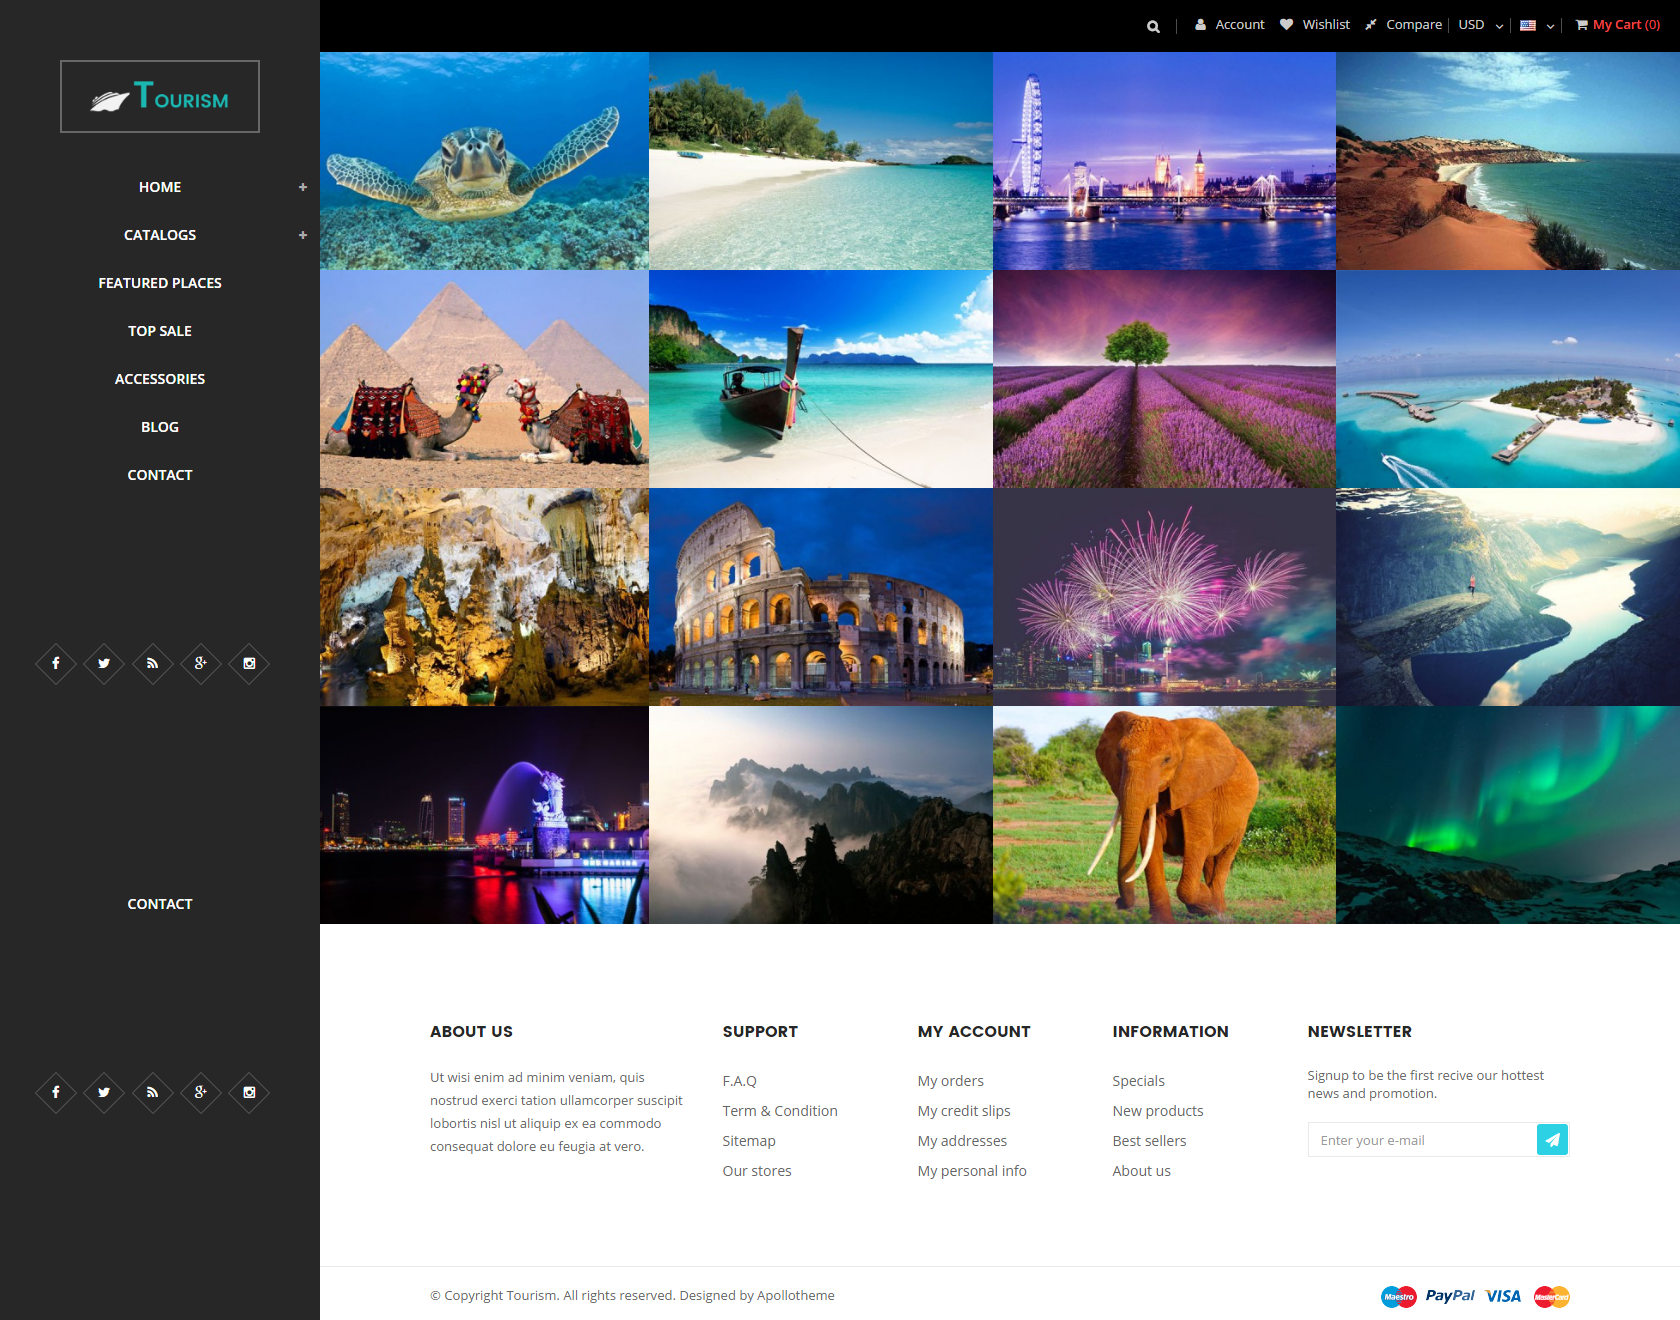 TOURISM
HOME
CATALOGS
FEATURED PLACES
TOP SALE
ACCESSORIES
BLOG
CONTACT
CONTACT
Account
Wishlist
Compare
USD
My Cart (0)
ABOUT US
Ut wisi enim ad minim veniam, quis
nostrud exerci tation ullamcorper suscipit
lobortis nisl ut aliquip ex ea commodo
consequat dolore eu feugia at vero.
SUPPORT
F.A.Q
Term & Condition
Sitemap
Our stores
MY ACCOUNT
My orders
My credit slips
My addresses
My personal info
INFORMATION
Specials
New products
Best sellers
About us
NEWSLETTER
Signup to be the first recive our hottest
news and promotion.
Enter your e-mail
© Copyright Tourism. All rights reserved. Designed by Apollotheme
Maestro PayPal VISA MasterCard